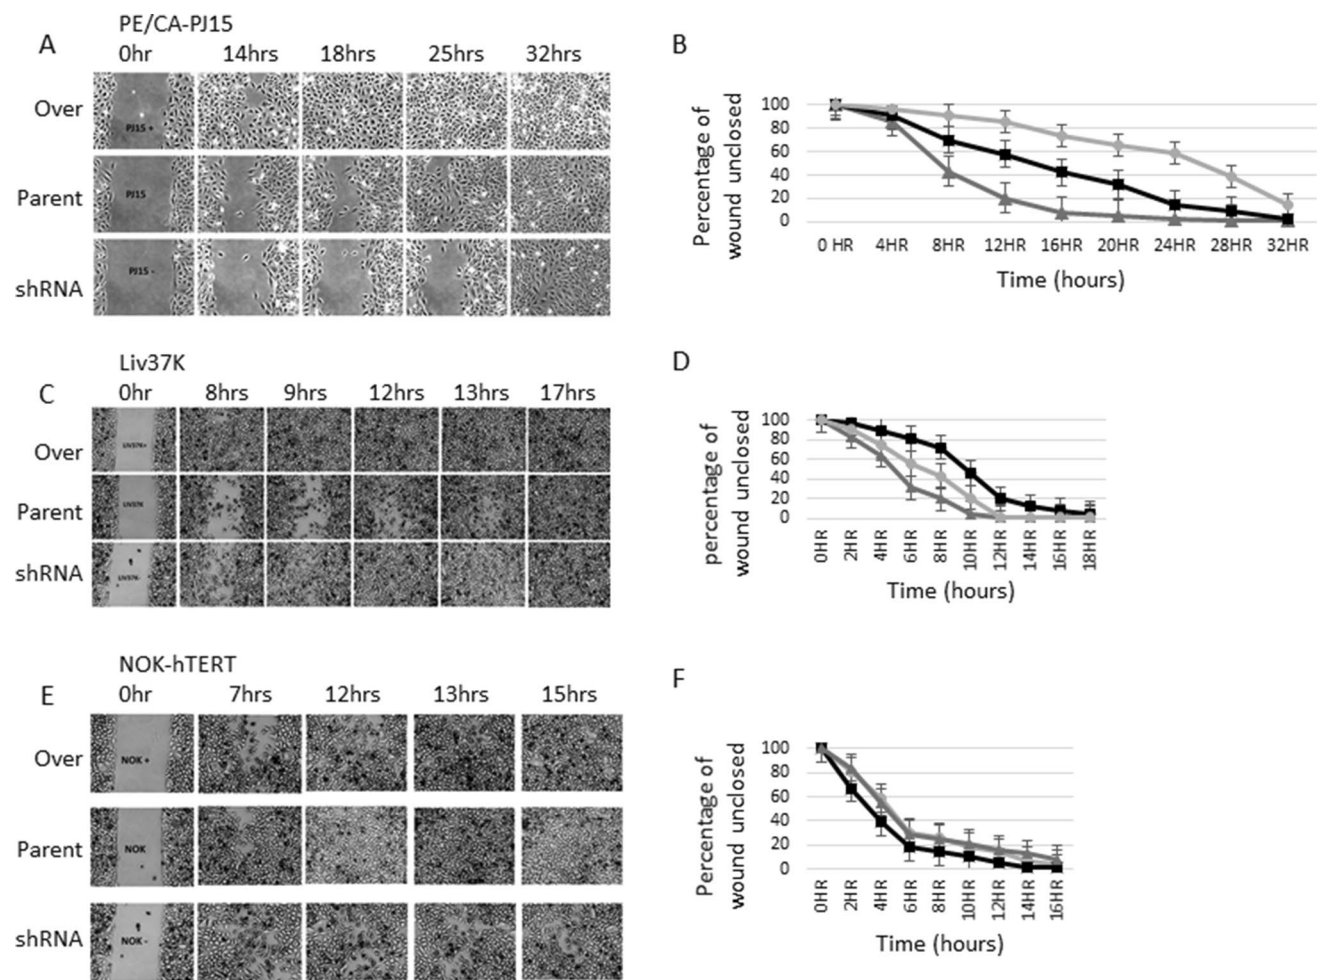 PE/CA-PJ15
A
0hr 14hrs 18hrs 25hrs 32hrs
Over
PJ15 +
Parent
PJ15
shRNA
PJ15 -
B
Percentage of
wound unclosed
100
80
60
40
20
0
0 HR 4HR 8HR 12HR 16HR 20HR 24HR 28HR 32HR
Time (hours)
Liv37K
C
0hr 8hrs 9hrs 12hrs 13hrs 17hrs
Over
LIV37K+
Parent
LIV37K
shRNA
LIV37K-
D
percentage of
wound unclosed
100
80
60
40
20
0
0HR 2HR 4HR 6HR 8HR 10HR 12HR 14HR 16HR 18HR
Time (hours)
NOK-hTERT
E
0hr 7hrs 12hrs 13hrs 15hrs
Over
NOK +
Parent
NOK
shRNA
NOK -
F
Percentage of
wound unclosed
100
80
60
40
20
0
0HR 2HR 4HR 6HR 8HR 10HR 12HR 14HR 16HR
Time (hours)